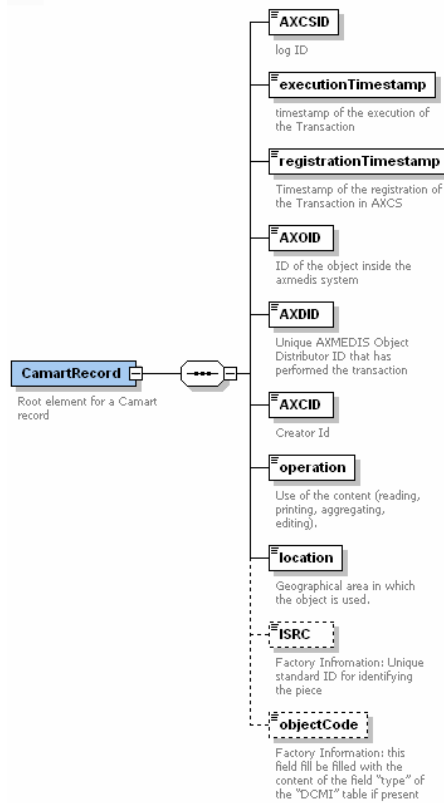 AXCSID
log ID
executionTimestamp
timestamp of the execution of
the Transaction
registrationTimestamp
Timestamp of the registration of
the Transaction in AXCS
AXOID
ID of the object inside the
axmedis system
AXDID
Unique AXMEDIS Object
Distributor ID that has
performed the transaction
CamartRecord
Root element for a Camart
record
AXCID
Creator Id
operation
Use of the content (reading,
printing, aggregating,
editing).
location
Geographical area in which
the object is used.
ISRC
Factory Infromation: Unique
standard ID for identifying
the piece
objectCode
Factory Information: this
field fill be filled with the
content of the field "type" of
the "DCMI" table if present